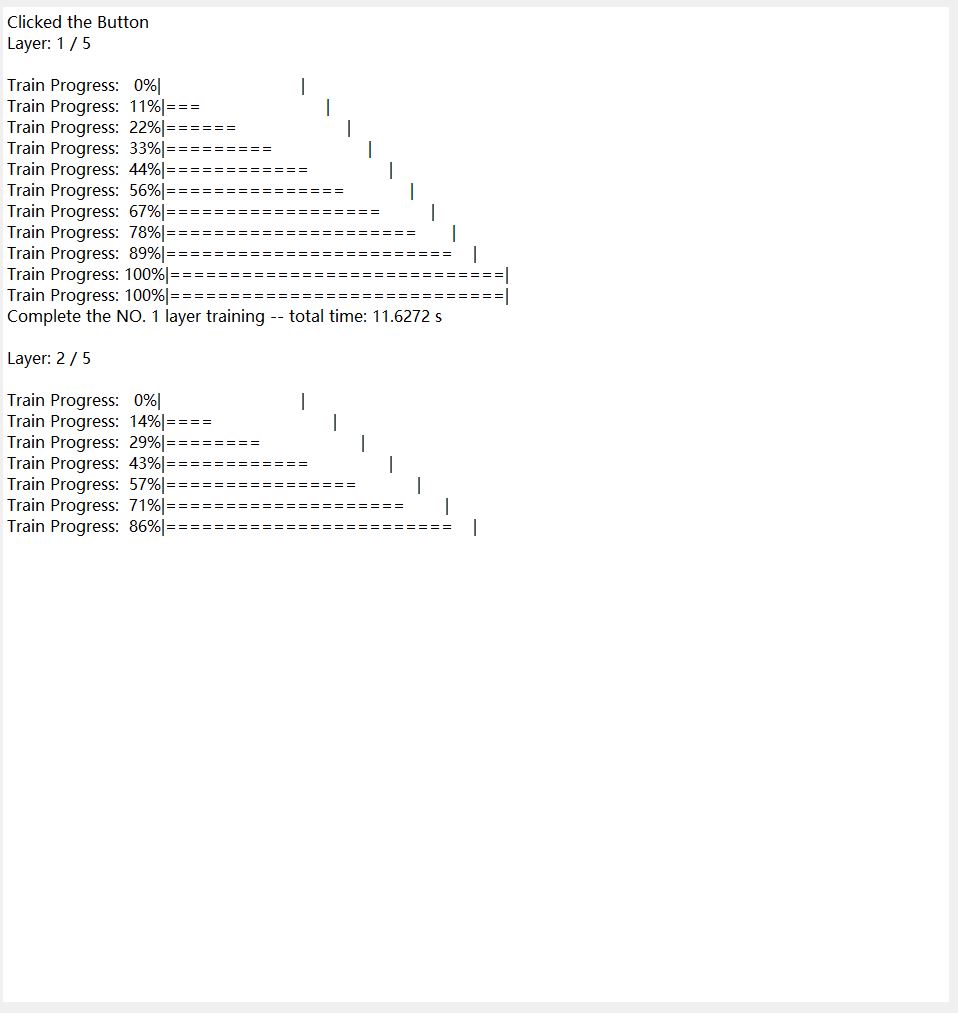 Clicked the Button
Layer: 1 / 5
Train Progress:   0%|                            |
Train Progress:  11%|===                         |
Train Progress:  22%|======                      |
Train Progress:  33%|=========                   |
Train Progress:  44%|============                |
Train Progress:  56%|===============             |
Train Progress:  67%|==================          |
Train Progress:  78%|=====================       |
Train Progress:  89%|========================    |
Train Progress: 100%|============================|
Train Progress: 100%|============================|
Complete the NO. 1 layer training -- total time: 11.6272 s
Layer: 2 / 5
Train Progress:   0%|                            |
Train Progress:  14%|====                        |
Train Progress:  29%|========                    |
Train Progress:  43%|============                |
Train Progress:  57%|================            |
Train Progress:  71%|====================        |
Train Progress:  86%|========================    |